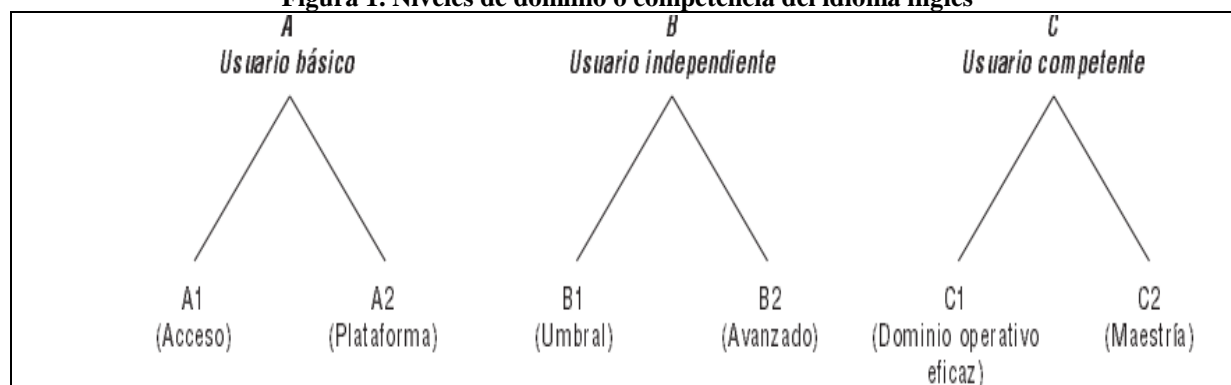 Figura 1. Niveles de dominio o competencia del idioma inglés
A B C
Usuario básico Usuario independiente Usuario competente
A1 A2 B1 B2 C1 C2
(Acceso) (Plataforma) (Umbral) (Avanzado) (Dominio operativo (Maestría)
eficaz)